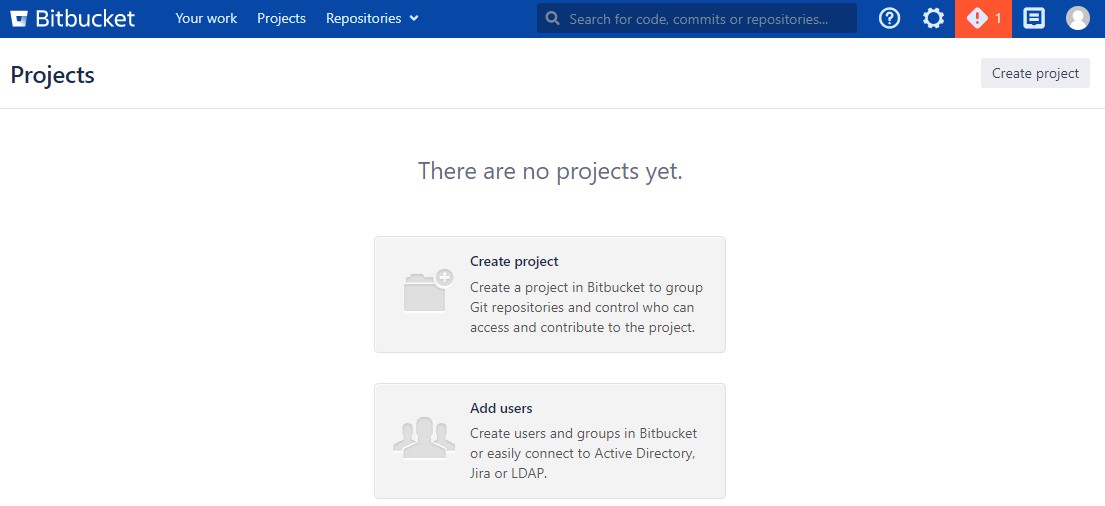 Bitbucket Your work Projects Repositories Search for code, commits or repositories... 1
Projects
Create project
There are no projects yet.
Create project
Create a project in Bitbucket to group
Git repositories and control who can
access and contribute to the project.
Add users
Create users and groups in Bitbucket
or easily connect to Active Directory,
Jira or LDAP.